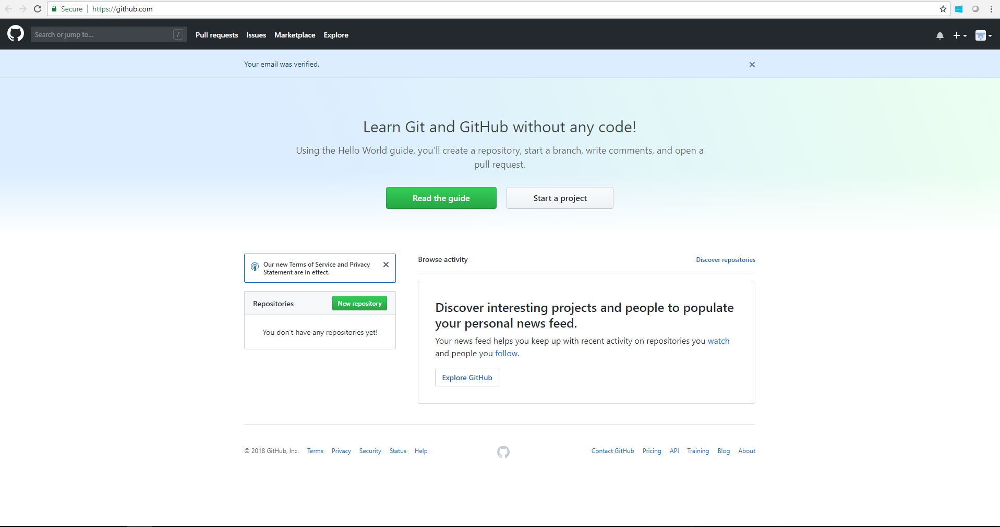 Secure https://github.com
Search or jump to... /
Pull requests Issues Marketplace Explore
Your email was verified.
Learn Git and GitHub without any code!
Using the Hello World guide, you’ll create a repository, start a branch, write comments, and open a
pull request.
Read the guide
Start a project
Our new Terms of Service and Privacy
Statement are in effect.
Repositories
New repository
You don’t have any repositories yet!
Browse activity
Discover repositories
Discover interesting projects and people to populate
your personal news feed.
Your news feed helps you keep up with recent activity on repositories you watch
and people you follow.
Explore GitHub
© 2018 GitHub, Inc. Terms Privacy Security Status Help
Contact GitHub Pricing API Training Blog About